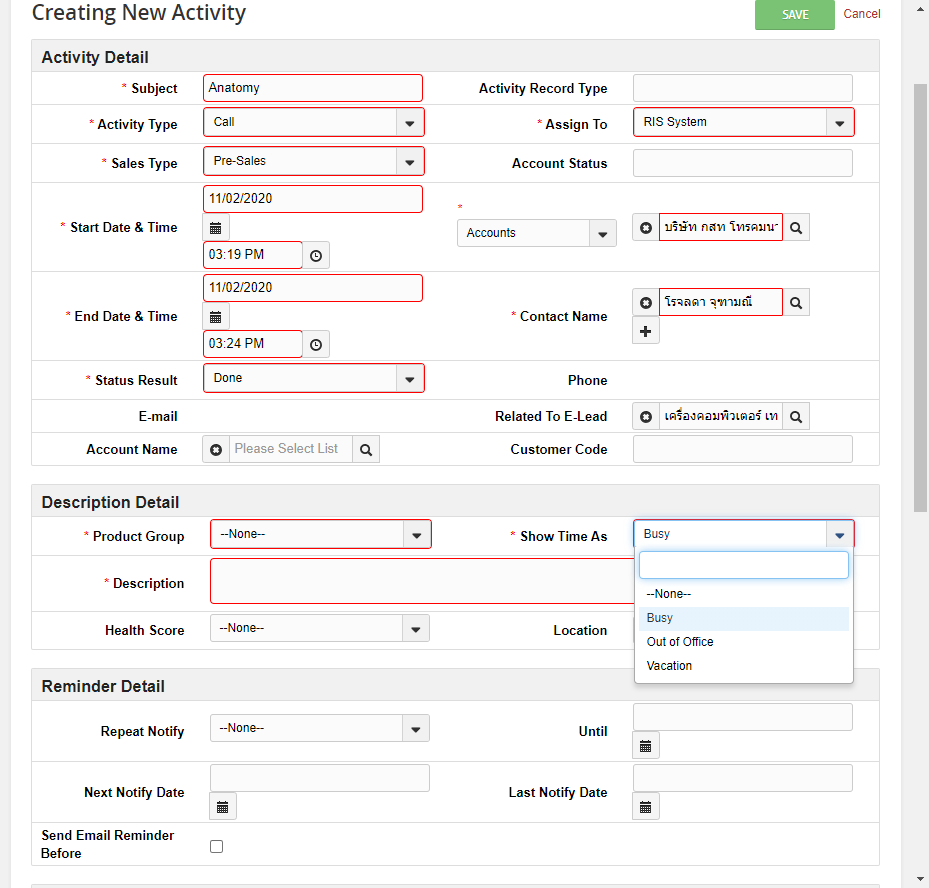 Creating New Activity
SAVE
Cancel
Activity Detail
* Subject
Anatomy
Activity Record Type
* Activity Type
Call
* Assign To
RIS System
* Sales Type
Pre-Sales
Account Status
* Start Date & Time
11/02/2020
03:19 PM
*
Accounts
บริษัท กสท โทรคมนา
* End Date & Time
11/02/2020
03:24 PM
* Contact Name
โรจลดา จุฑามณี
* Status Result
Done
Phone
E-mail
Related To E-Lead
เครื่องคอมพิวเตอร์ เท
Account Name
Please Select List
Customer Code
Description Detail
* Product Group
--None--
* Show Time As
Busy
--None--
Busy
Out of Office
Vacation
* Description
Health Score
--None--
Location
Reminder Detail
Repeat Notify
--None--
Until
Next Notify Date
Last Notify Date
Send Email Reminder
Before